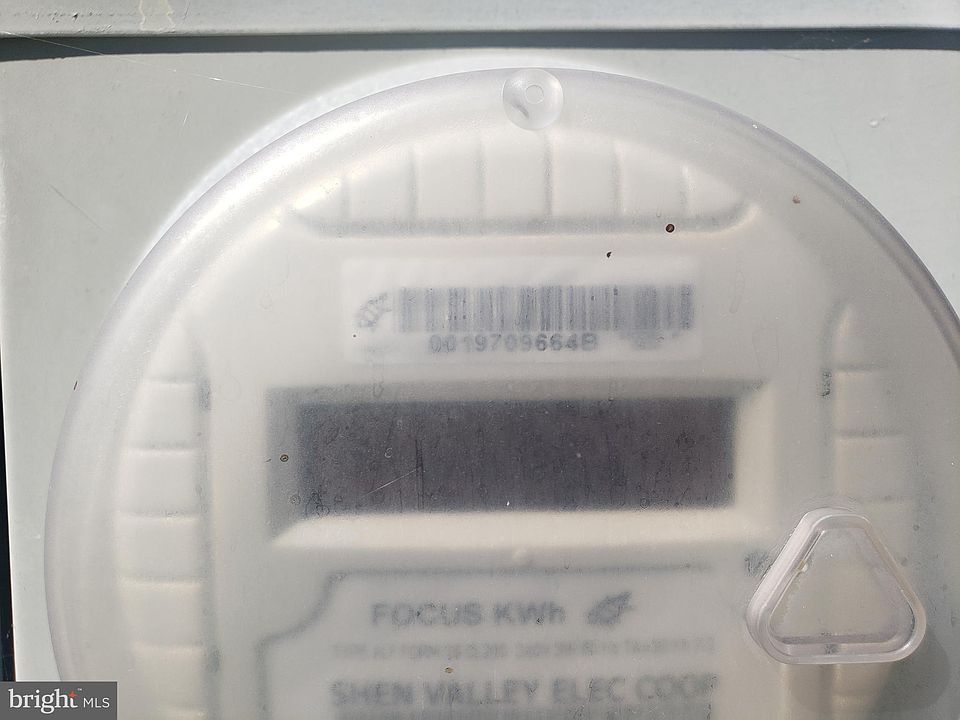 0019709664B
FOCUS KWh
SHEN VALLEY ELEC COOP
bright MLS